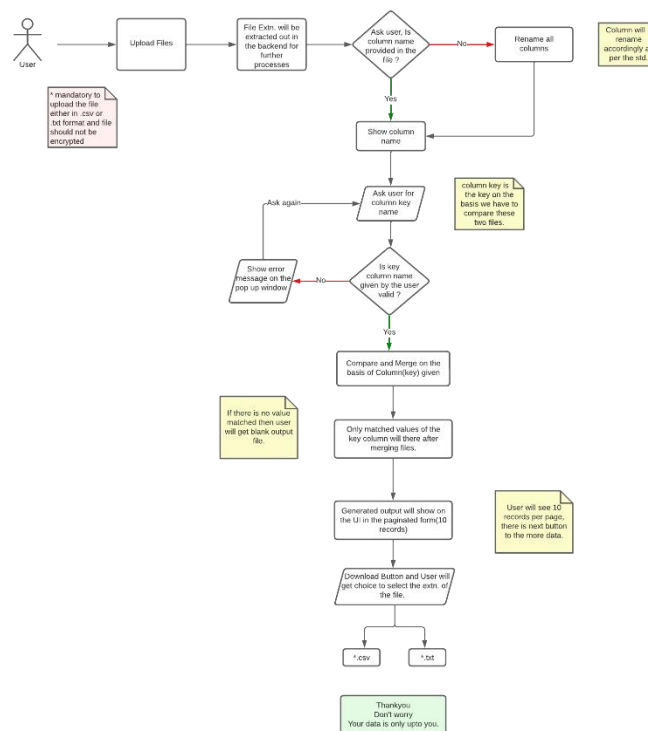 User
Upload Files
File Extn. will be
extracted out in
the backend for
further
processes
Ask user, Is
column name
provided in the
file ?
No
Rename all
columns
Column will
rename
accordingly a
per the std.
* mandatory to
upload the file
either in .csv or
.txt format and file
should not be
encrypted
Yes
Show column
name
Ask user for
column key
name
column key is
the key on the
basis we have to
compare these
two files.
Ask again
Show error
message on the
pop up window
No
Is key
column name
given by the user
valid ?
Yes
Compare and Merge on the
basis of Column(key) given
If there is no value
matched then user
will get blank output
file.
Only matched values of the
key column will there after
merging files.
Generated output will show on
the UI in the paginated form(10
records)
User will see 10
records per page,
there is next button
to the more data.
Download Button and User will
get choice to select the extn. of
the file.
*.csv
*.txt
Thankyou
Don't worry
Your data is only upto you.